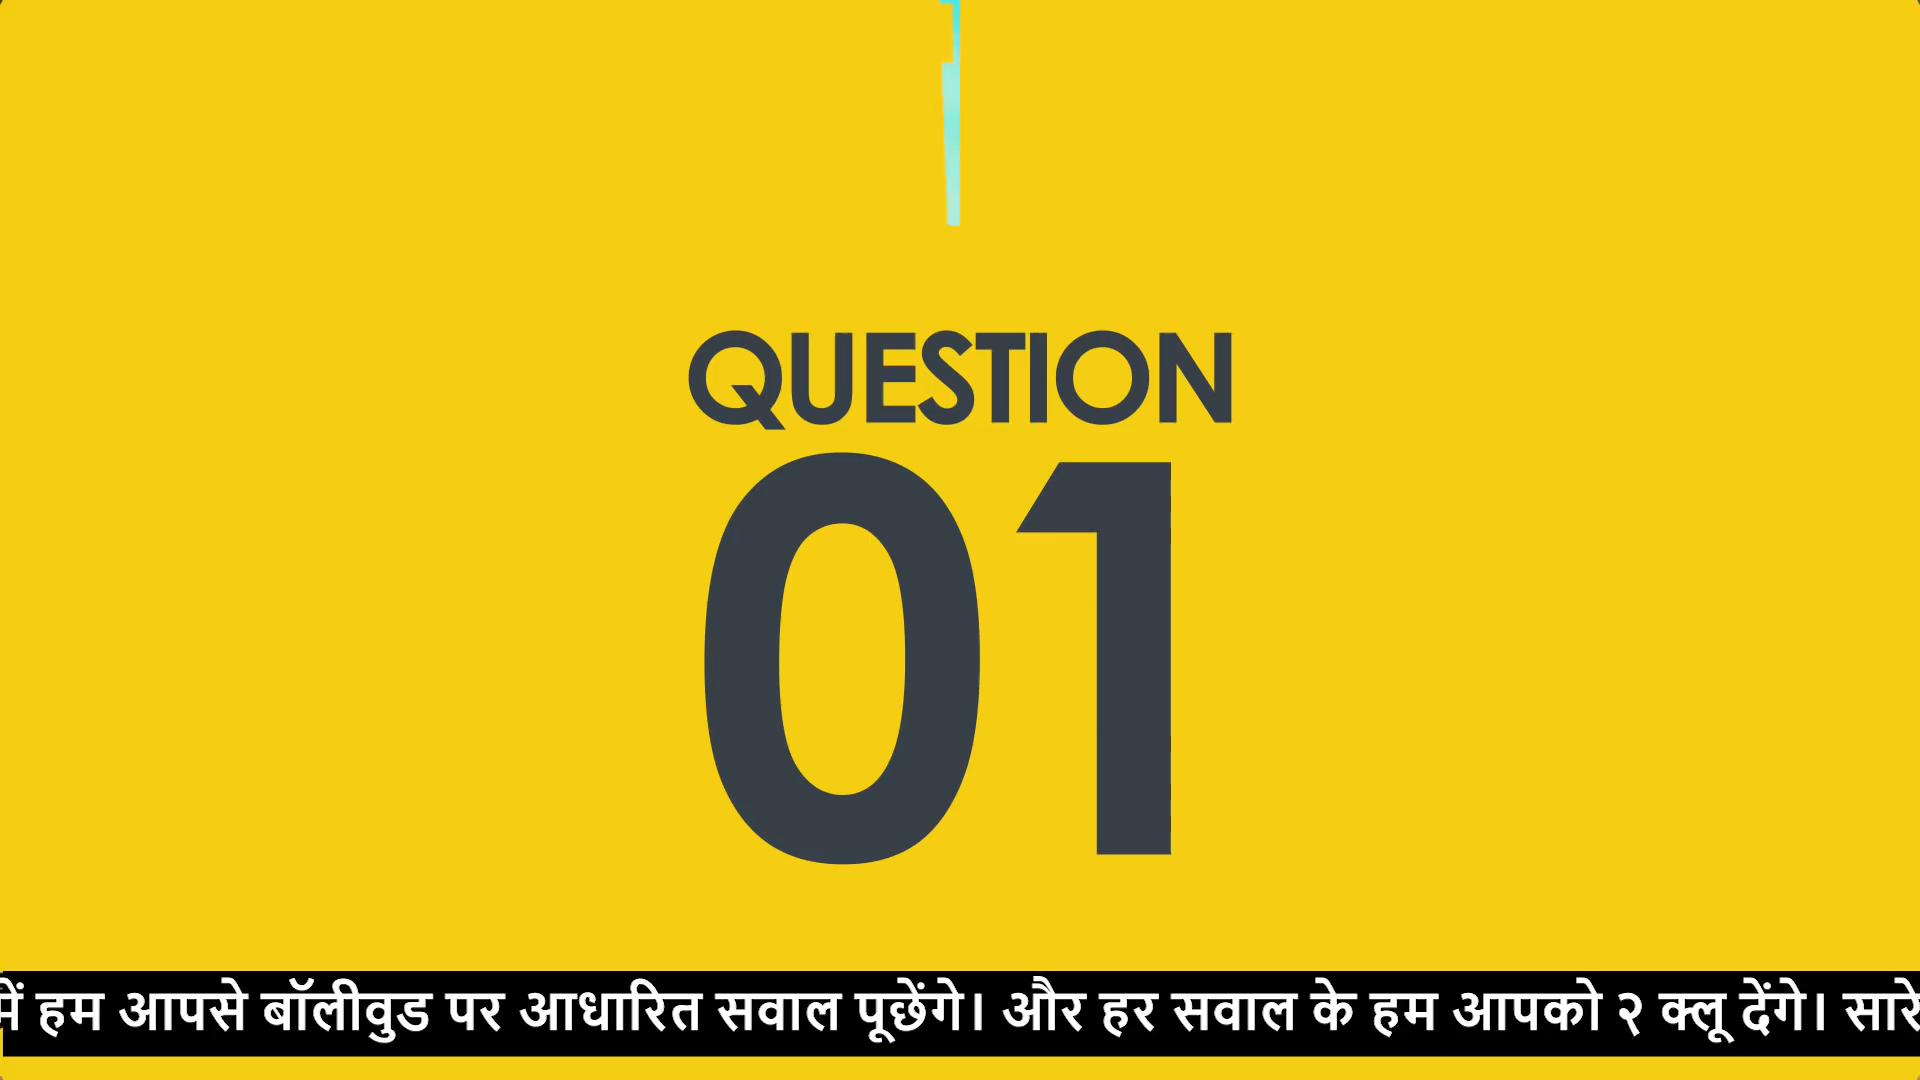 QUESTION
01
में हम आपसे बॉलीवुड पर आधारित सवाल पूछेंगे। और हर सवाल के हम आपको २ क्लू देंगे। सारे